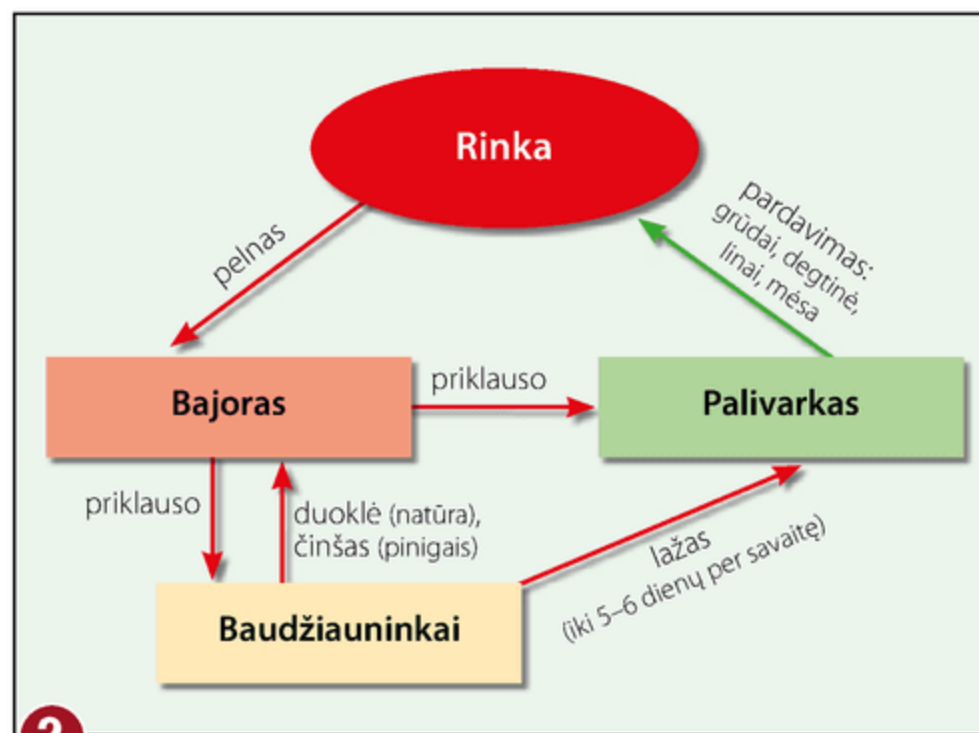 Rinka
pelnas
pardavimas:
grūdai, degtinė,
linai, mėsa
Bajoras
priklauso
Palivarkas
priklauso
duoklė (natūra),
činšas (pinigais)
lažas
(iki 5–6 dienų per savaitę)
Baudžiauninkai